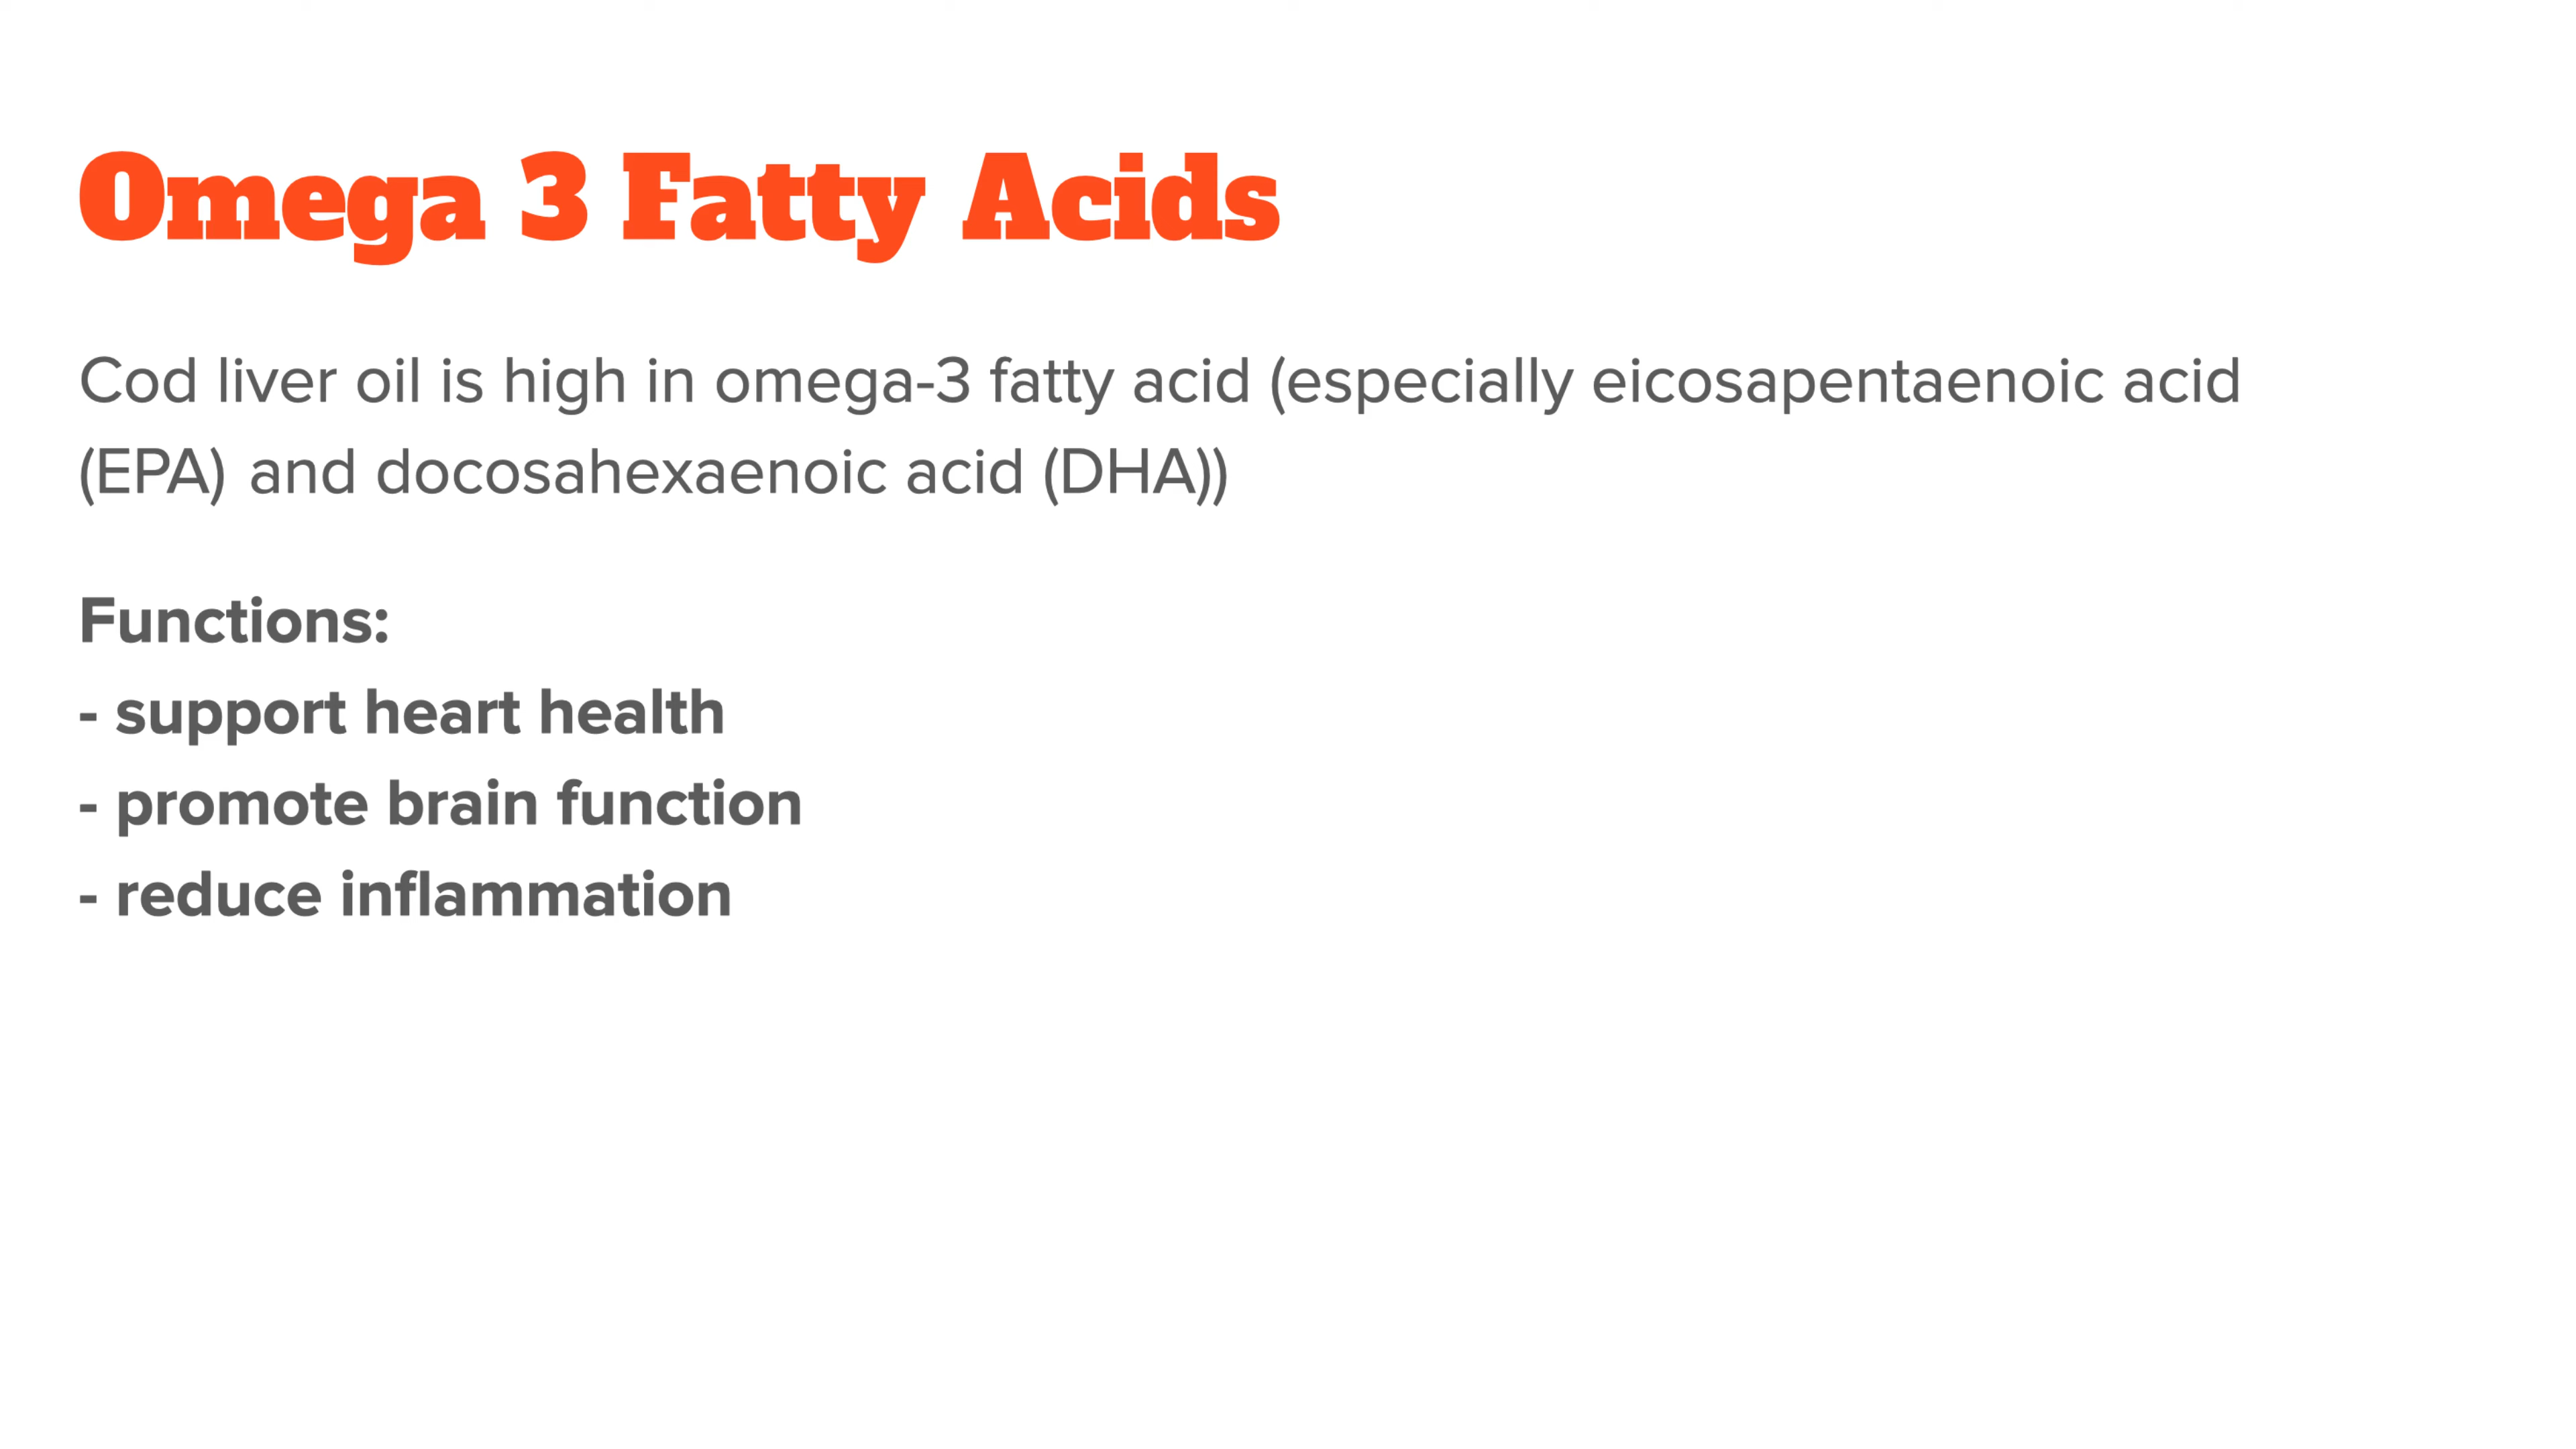 Omega 3 Fatty Acids
Cod liver oil is high in omega-3 fatty acid (especially eicosapentaenoic acid
(EPA) and docosahexaenoic acid (DHA))
Functions:
- support heart health
- promote brain function
- reduce inflammation